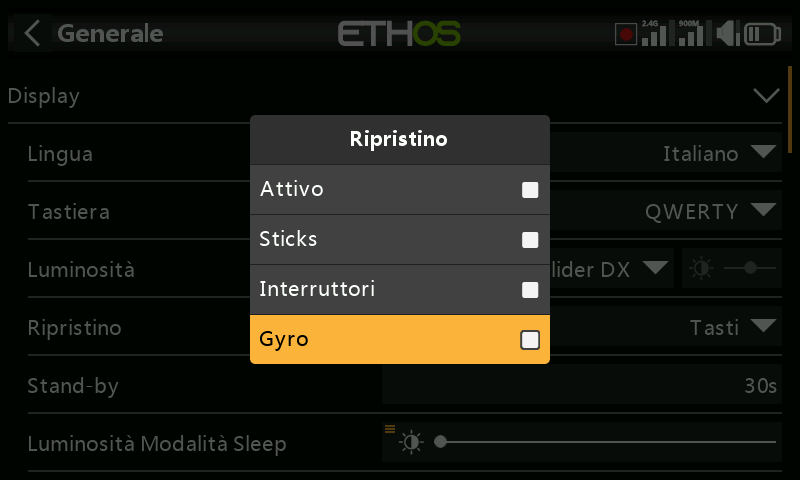 Generale
ETHOS
2.4G
900M
Display
Ripristino
Lingua
Italiano
Attivo
Tastiera
QWERTY
Sticks
Luminosità
lider DX
Interruttori
Ripristino
Tasti
Gyro
Stand-by
30s
Luminosità Modalità Sleep